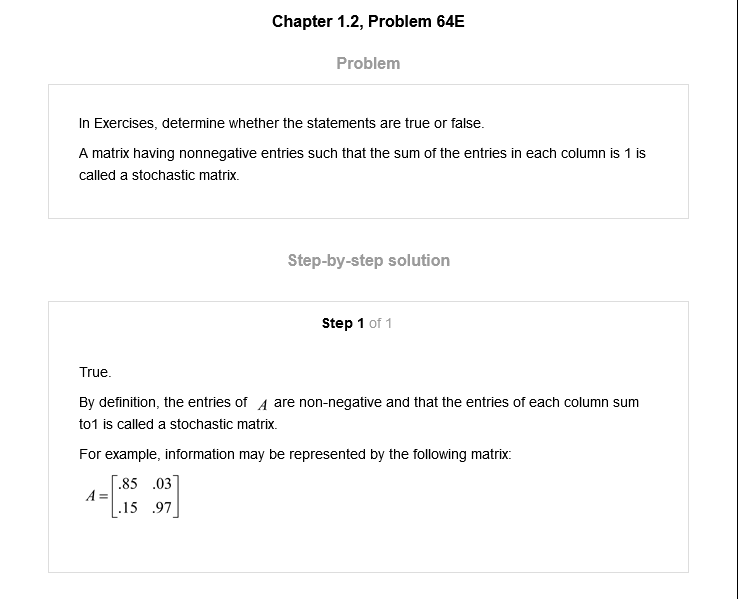 Chapter 1.2, Problem 64E
Problem
In Exercises, determine whether the statements are true or false.
A matrix having nonnegative entries such that the sum of the entries in each column is 1 is
called a stochastic matrix.
Step-by-step solution
Step 1 of 1
True.
By definition, the entries of A are non-negative and that the entries of each column sum
to1 is called a stochastic matrix.
For example, information may be represented by the following matrix:
A = [.85 .03
.15 .97]